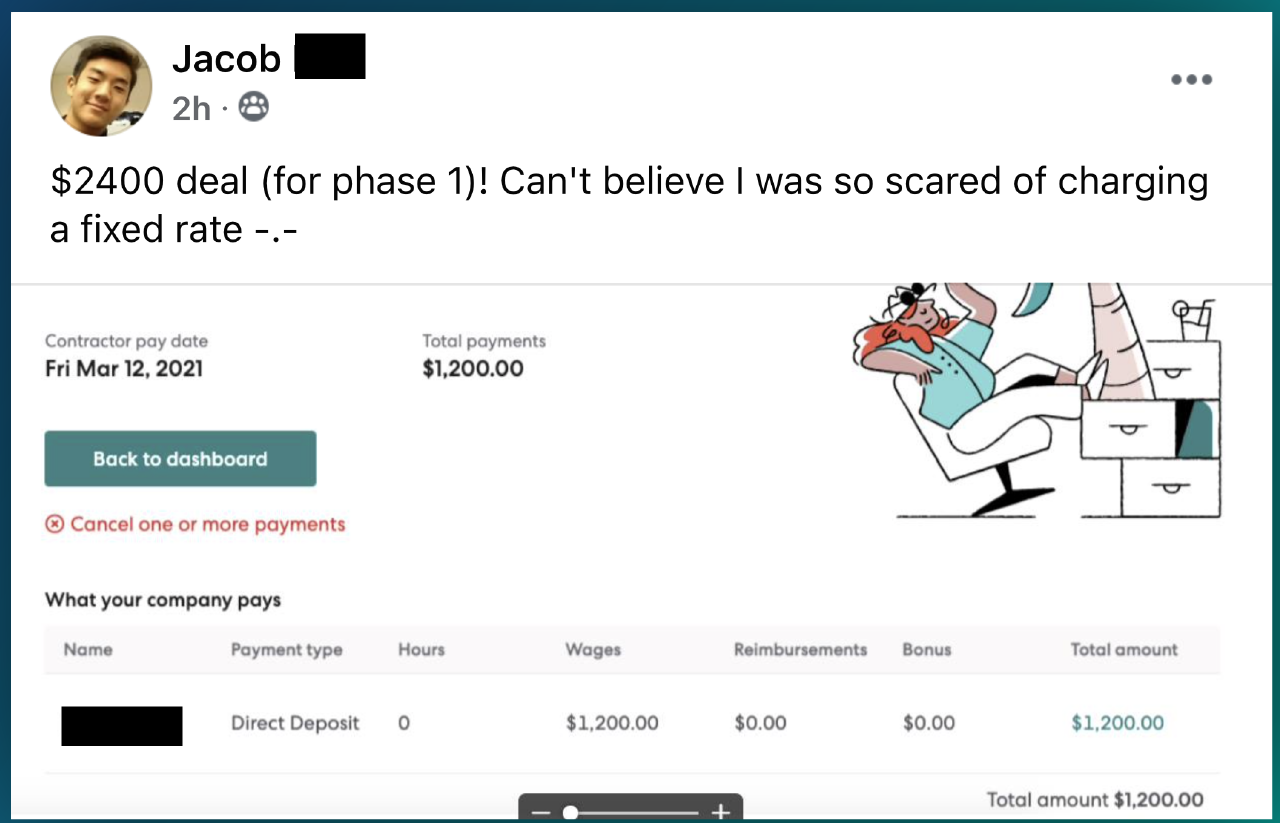 Jacob
2h ·
$2400 deal (for phase 1)! Can't believe I was so scared of charging
a fixed rate -.-
Contractor pay date Total payments
Fri Mar 12, 2021 $1,200.00
Back to dashboard
Cancel one or more payments
What your company pays
Name Payment type Hours Wages Reimbursements Bonus Total amount
Direct Deposit 0 $1,200.00 $0.00 $0.00 $1,200.00
Total amount $1,200.00